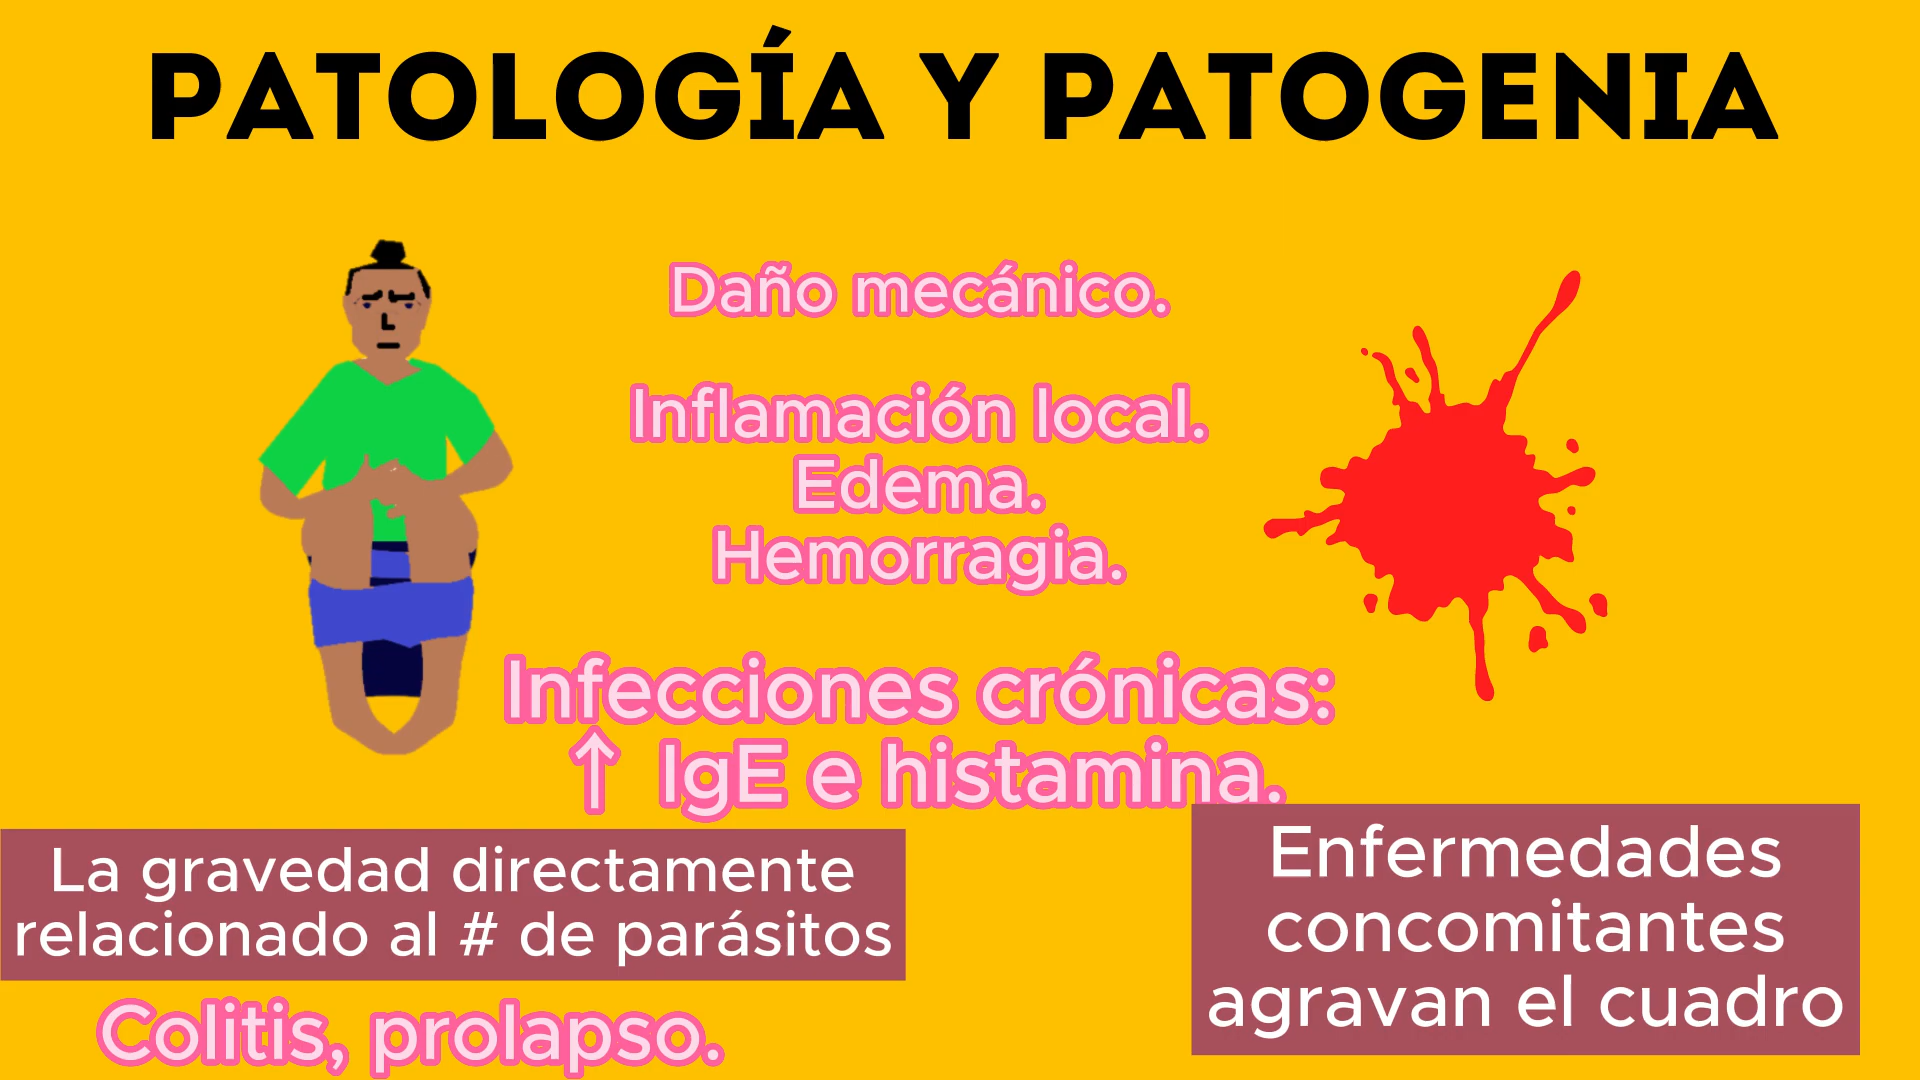 PATOLOGÍA Y PATOGENIA
Daño mecánico.
Inflamación local.
Edema.
Hemorragia.
Infecciones crónicas:
↑ IgE e histamina.
La gravedad directamente
relacionado al # de parásitos
Colitis, prolapso.
Enfermedades
concomitantes
agravan el cuadro